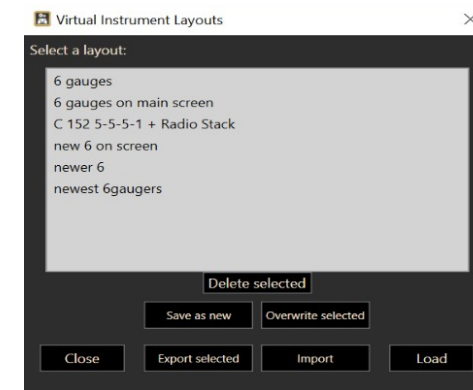 Virtual Instrument Layouts
Select a layout:
6 gauges
6 gauges on main screen
C 152 5-5-5-1 + Radio Stack
new 6 on screen
newer 6
newest 6gaugers
Delete selected
Save as new Overwrite selected
Close Export selected Import Load